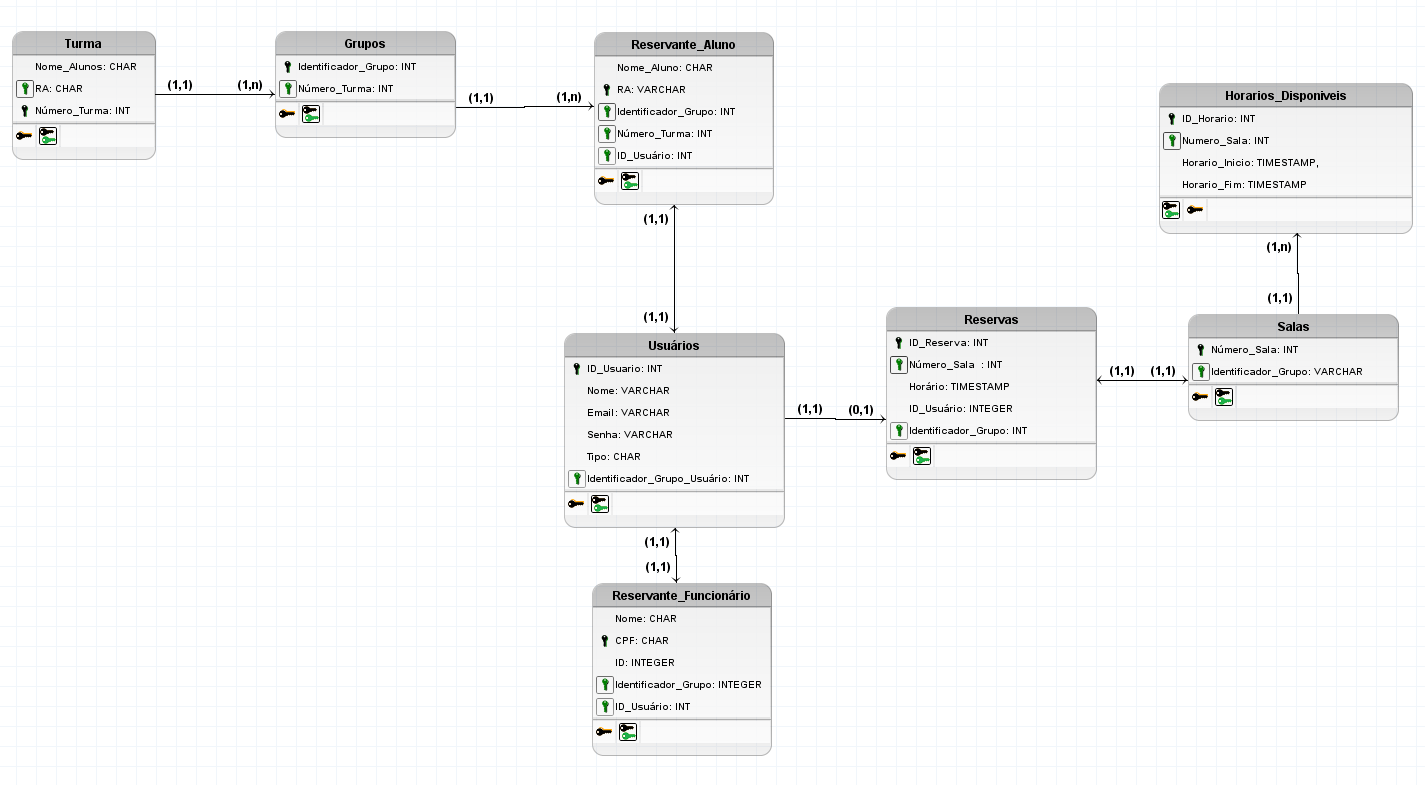 Turma
Nome_Alunos: CHAR
RA: CHAR
Número_Turma: INT
(1,1)
(1,n)
Grupos
Identificador_Grupo: INT
Número_Turma: INT
(1,1)
(1,n)
Reservante_Aluno
Nome_Aluno: CHAR
RA: VARCHAR
Identificador_Grupo: INT
Número_Turma: INT
ID_Usuário: INT
(1,1)
(1,1)
Horarios_Disponiveis
ID_Horario: INT
Numero_Sala: INT
Horario_Inicio: TIMESTAMP,
Horario_Fim: TIMESTAMP
(1,n)
(1,1)
Usuários
ID_Usuario: INT
Nome: VARCHAR
Email: VARCHAR
Senha: VARCHAR
Tipo: CHAR
Identificador_Grupo_Usuário: INT
(1,1)
(0,1)
Reservas
ID_Reserva: INT
Número_Sala : INT
Horário: TIMESTAMP
ID_Usuário: INTEGER
Identificador_Grupo: INT
(1,1)
(1,1)
Salas
Número_Sala: INT
Identificador_Grupo: VARCHAR
(1,1)
(1,1)
Reservante_Funcionário
Nome: CHAR
CPF: CHAR
ID: INTEGER
Identificador_Grupo: INTEGER
ID_Usuário: INT